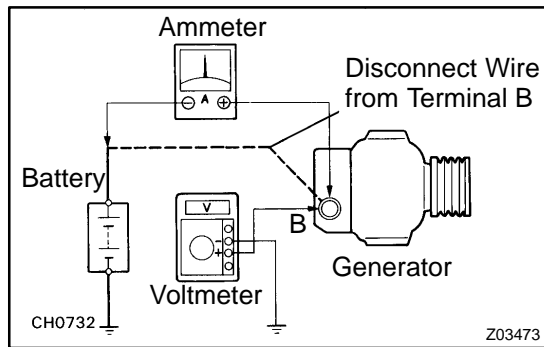 Ammeter
Disconnect Wire
from Terminal B
− A +
Battery
V
B
−
+
Generator
Voltmeter
CH0732
Z03473